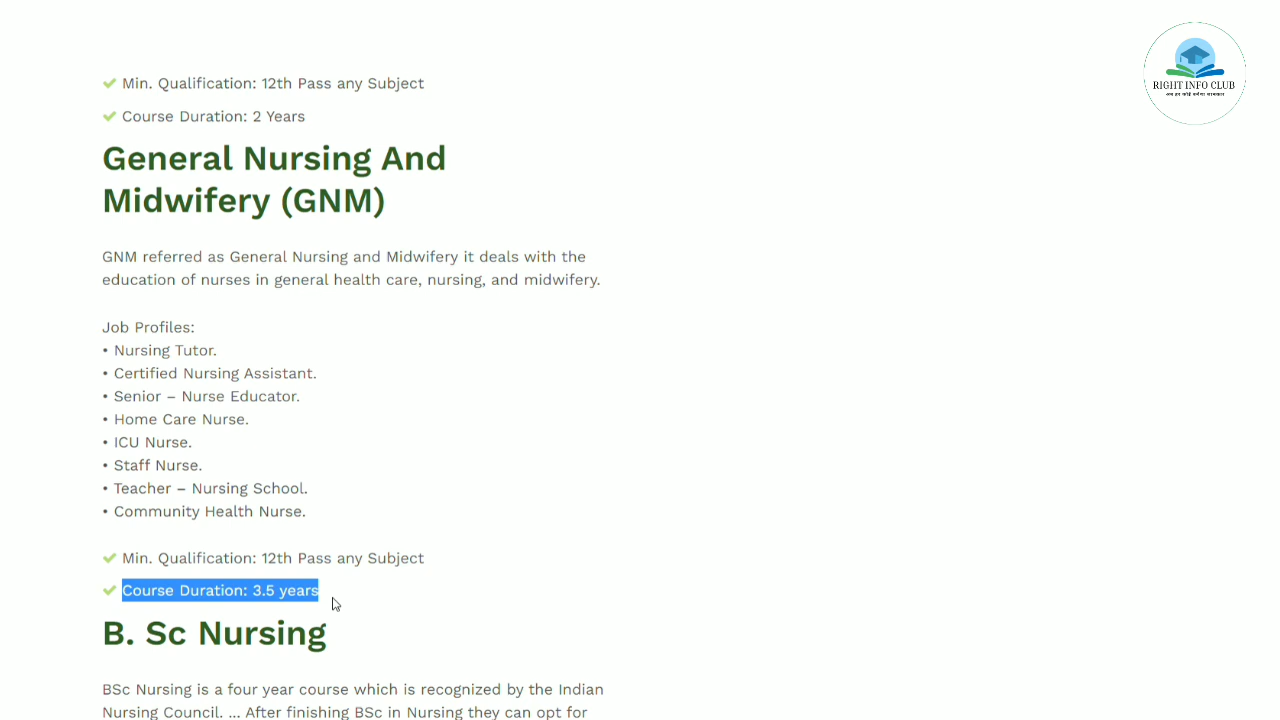 Min. Qualification: 12th Pass any Subject
Course Duration: 2 Years
General Nursing And
Midwifery (GNM)
GNM referred as General Nursing and Midwifery it deals with the
education of nurses in general health care, nursing, and midwifery.
Job Profiles:
• Nursing Tutor.
• Certified Nursing Assistant.
• Senior – Nurse Educator.
• Home Care Nurse.
• ICU Nurse.
• Staff Nurse.
• Teacher – Nursing School.
• Community Health Nurse.
Min. Qualification: 12th Pass any Subject
Course Duration: 3.5 years
B. Sc Nursing
BSc Nursing is a four year course which is recognized by the Indian
Nursing Council. ... After finishing BSc in Nursing they can opt for
RIGHT INFO CLUB